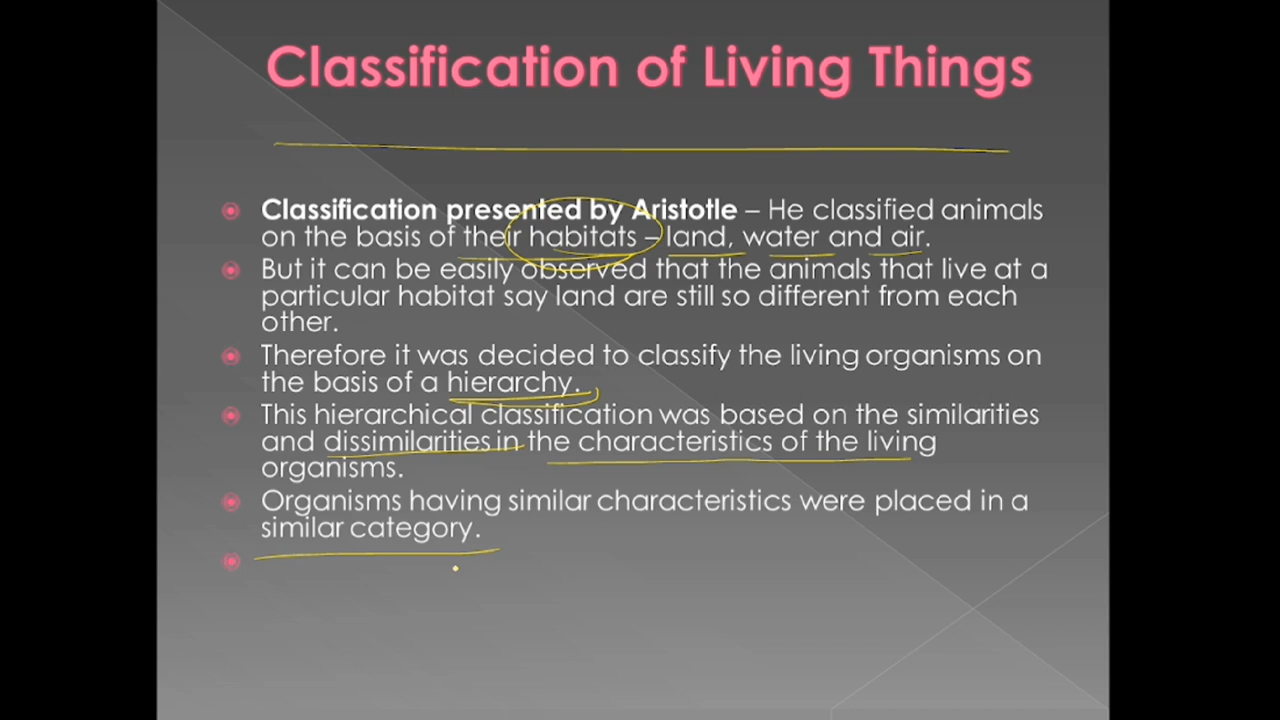 Classification of Living Things
Classification presented by Aristotle – He classified animals
on the basis of their habitats – land, water and air.
But it can be easily observed that the animals that live at a
particular habitat say land are still so different from each
other.
Therefore it was decided to classify the living organisms on
the basis of a hierarchy.
This hierarchical classification was based on the similarities
and dissimilarities in the characteristics of the living
organisms.
Organisms having similar characteristics were placed in a
similar category.